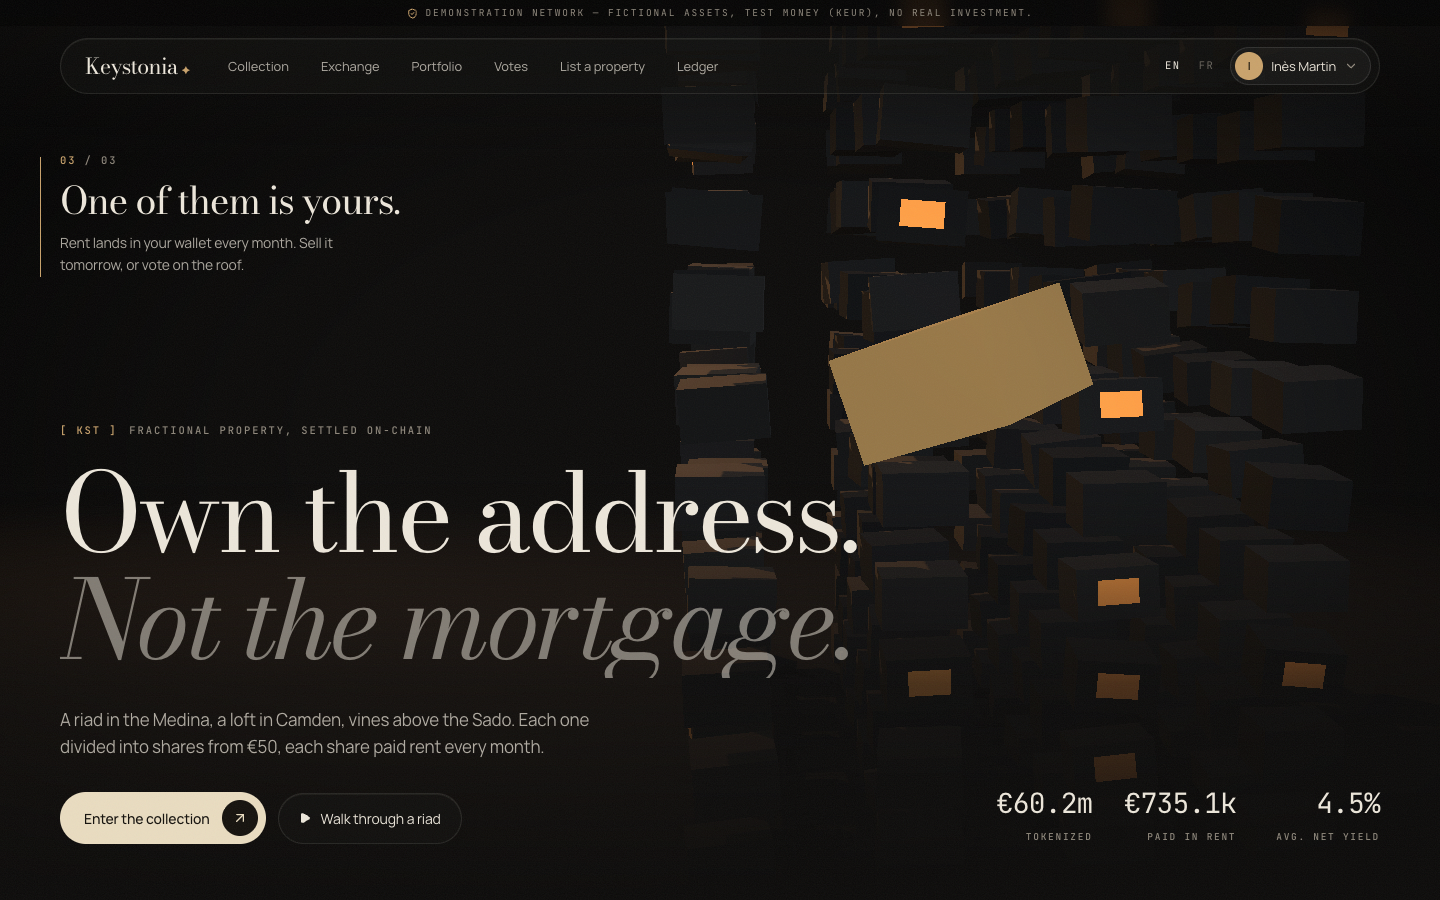 DEMONSTRATION NETWORK — FICTIONAL ASSETS, TEST MONEY (KEUR), NO REAL INVESTMENT.
Keystonia Collection Exchange Portfolio Votes List a property Ledger EN FR I Inès Martin
03 / 03
One of them is yours.
Rent lands in your wallet every month. Sell it
tomorrow, or vote on the roof.
[ KST ] FRACTIONAL PROPERTY, SETTLED ON-CHAIN
Own the address.
Not the mortgage.
A riad in the Medina, a loft in Camden, vines above the Sado. Each one
divided into shares from €50, each share paid rent every month.
Enter the collection Walk through a riad
€60.2m €735.1k 4.5%
TOKENIZED PAID IN RENT AVG. NET YIELD